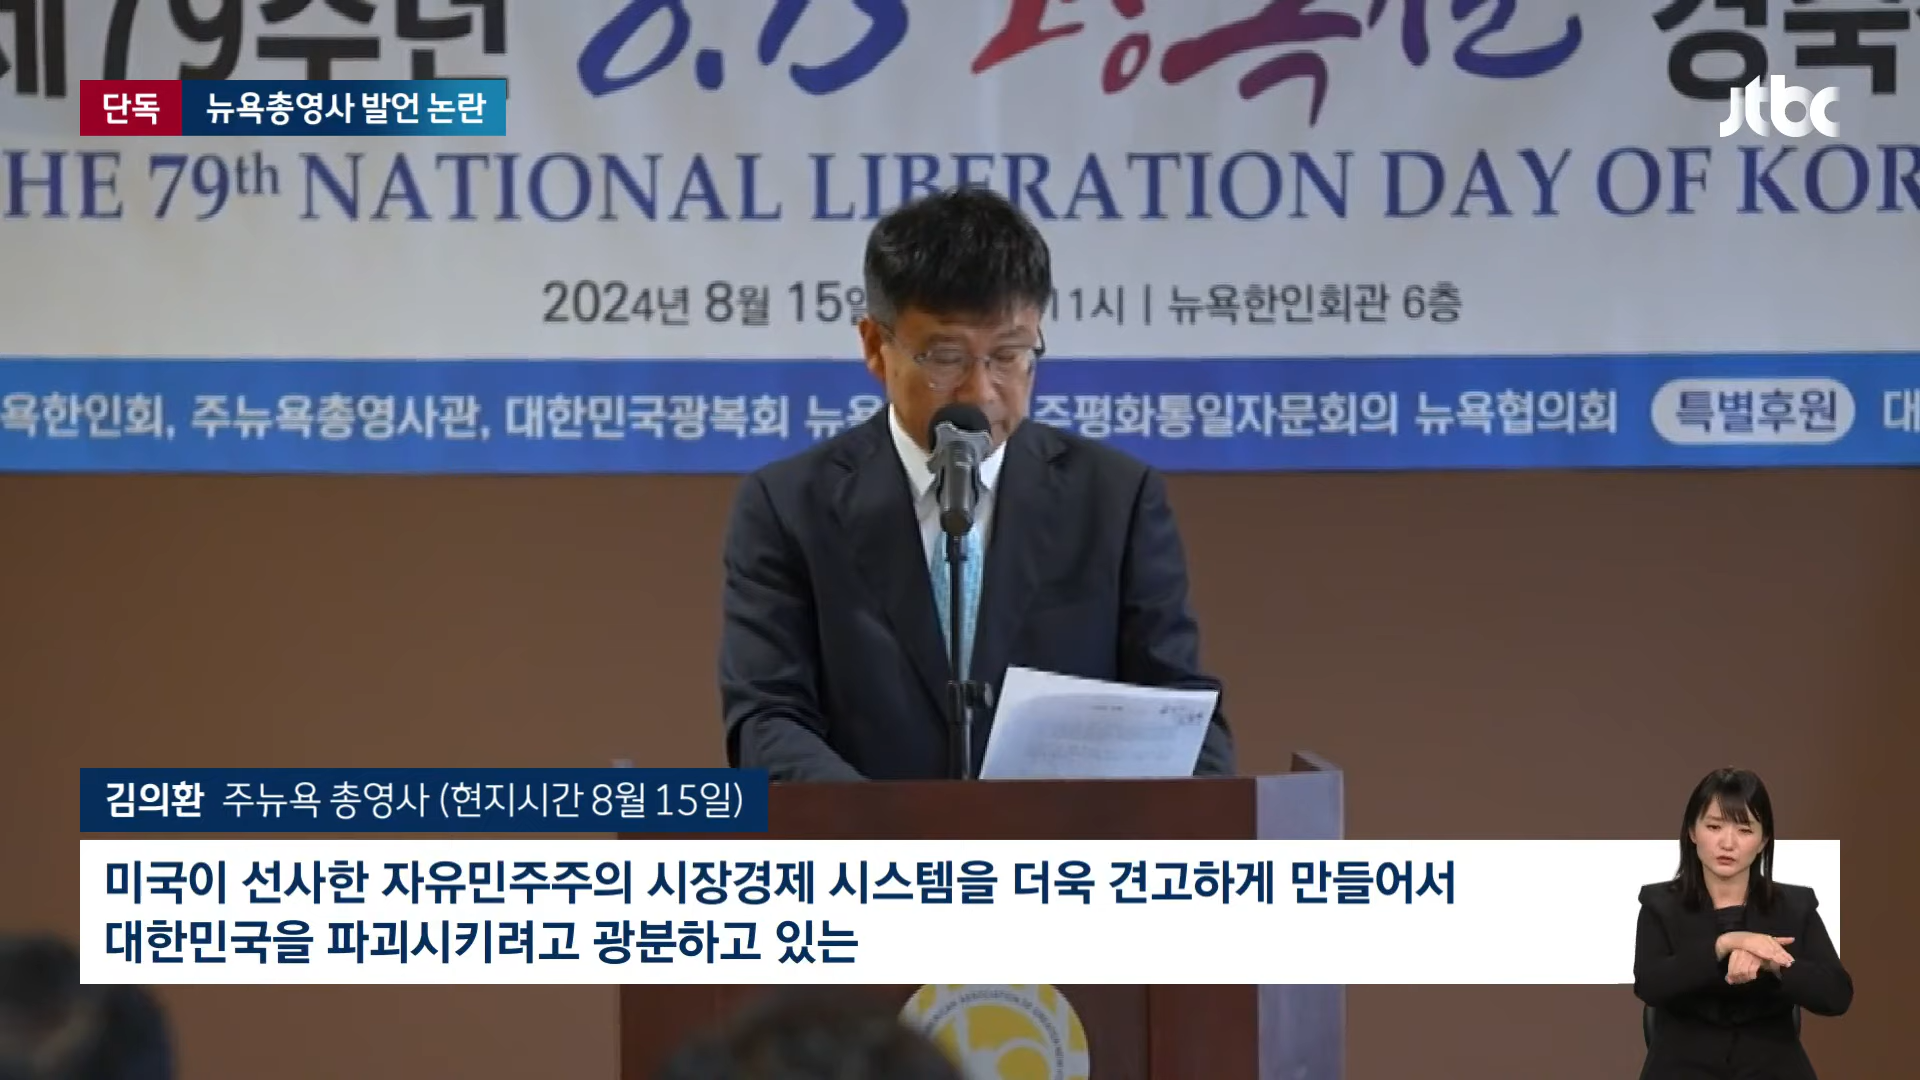 제79주년 8.15 광복절 경축
단독 뉴욕총영사 발언 논란
jtbc
HE 79th NATIONAL LIBERATION DAY OF KOR
2024년 8월 15일 11시 | 뉴욕한인회관 6층
욕한인회, 주뉴욕총영사관, 대한민국광복회 뉴욕 주평화통일자문회의 뉴욕협의회 특별후원 대
김의환 주뉴욕 총영사 (현지시간 8월 15일)
미국이 선사한 자유민주주의 시장경제 시스템을 더욱 견고하게 만들어서
대한민국을 파괴시키려고 광분하고 있는